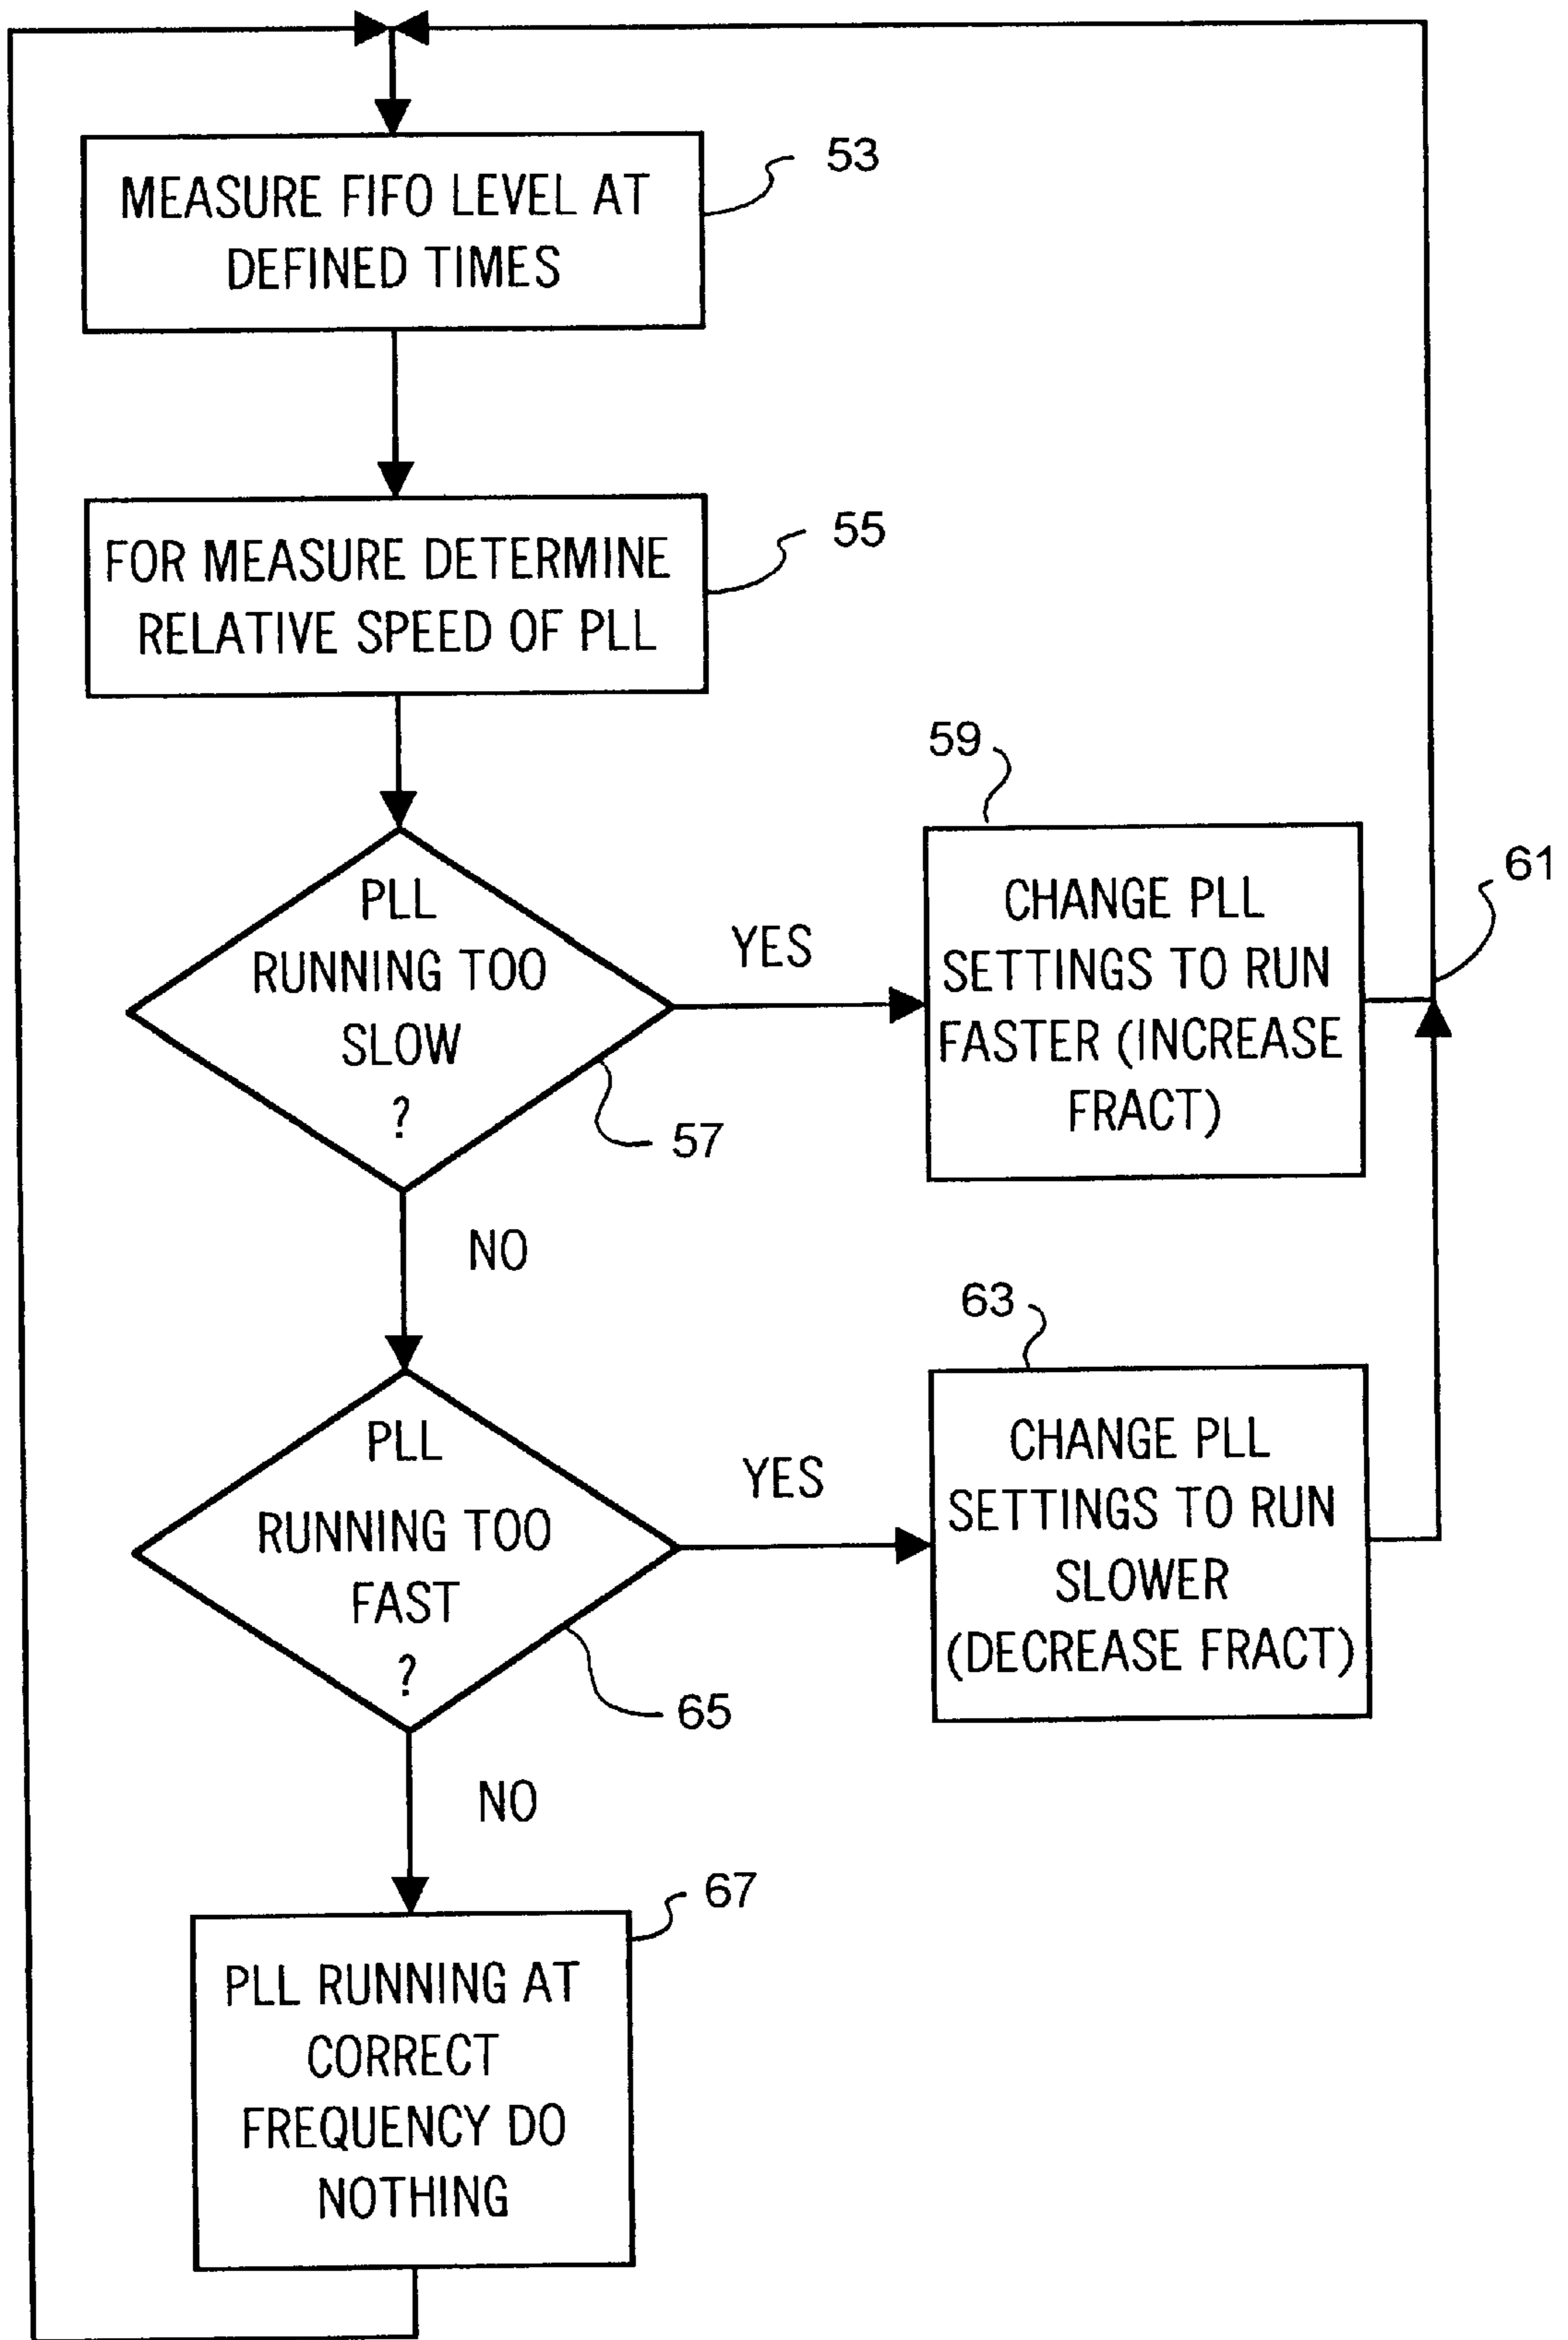 53
MEASURE FIFO LEVEL AT
DEFINED TIMES
55
FOR MEASURE DETERMINE
RELATIVE SPEED OF PLL
PLL
RUNNING TOO
SLOW
?
57
YES
59
CHANGE PLL
SETTINGS TO RUN
FASTER (INCREASE
FRACT)
61
NO
PLL
RUNNING TOO
FAST
?
65
YES
63
CHANGE PLL
SETTINGS TO RUN
SLOWER
(DECREASE FRACT)
NO
67
PLL RUNNING AT
CORRECT
FREQUENCY DO
NOTHING